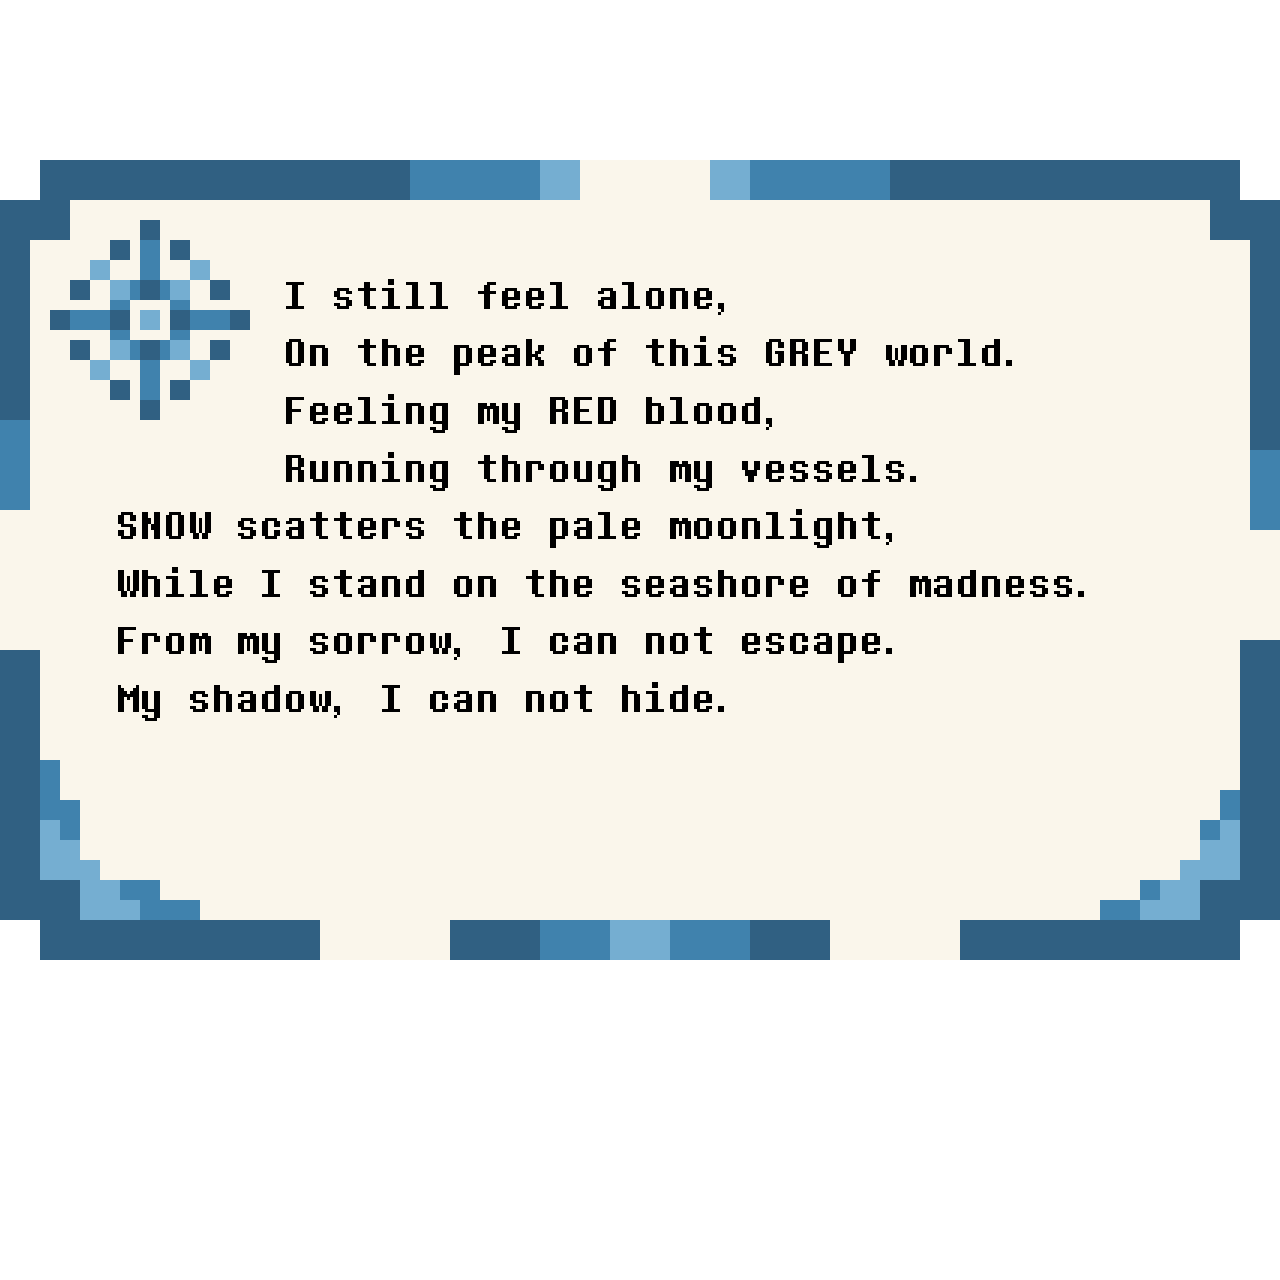 I still feel alone,
On the peak of this GREY world.
Feeling my RED blood,
Running through my vessels.
SNOW scatters the pale moonlight,
While I stand on the seashore of madness.
From my sorrow, I can not escape.
My shadow, I can not hide.